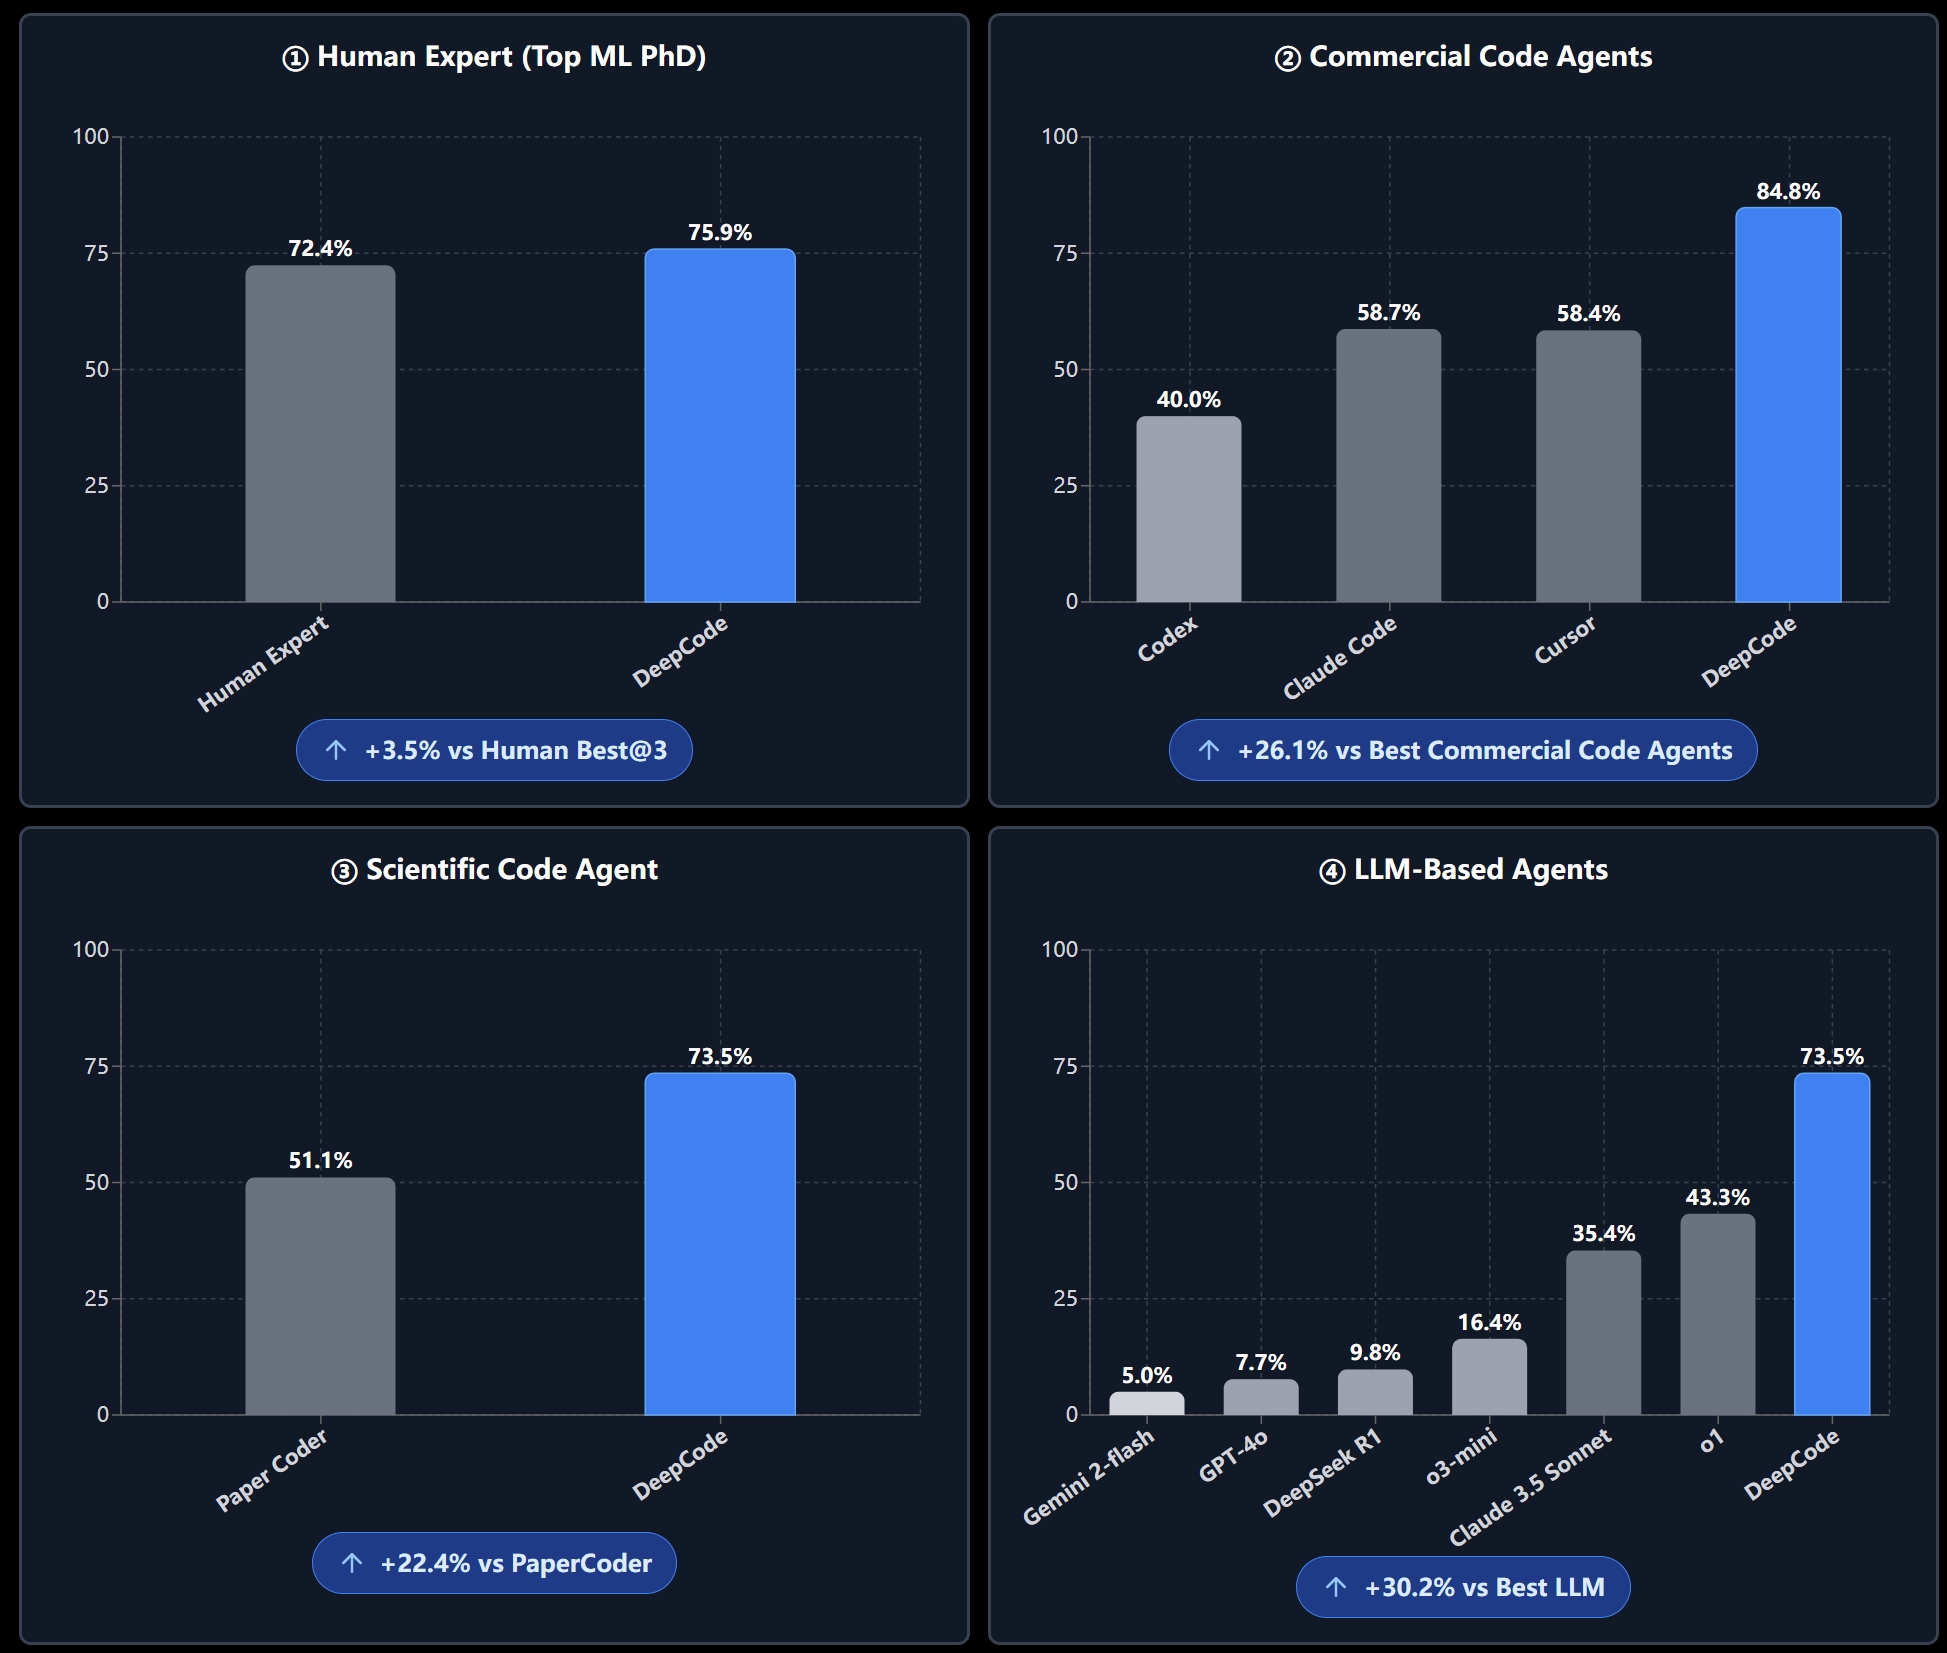 ① Human Expert (Top ML PhD)
100
75
50
25
0
72.4%
75.9%
Human Expert
DeepCode
+3.5% vs Human Best@3
② Commercial Code Agents
100
75
50
25
0
40.0%
58.7%
58.4%
84.8%
Codex
Claude Code
Cursor
DeepCode
+26.1% vs Best Commercial Code Agents
③ Scientific Code Agent
100
75
50
25
0
51.1%
73.5%
Paper Coder
DeepCode
+22.4% vs PaperCoder
④ LLM-Based Agents
100
75
50
25
0
5.0%
7.7%
9.8%
16.4%
35.4%
43.3%
73.5%
Gemini 2-flash
GPT-4o
DeepSeek R1
o3-mini
Claude 3.5 Sonnet
o1
DeepCode
+30.2% vs Best LLM